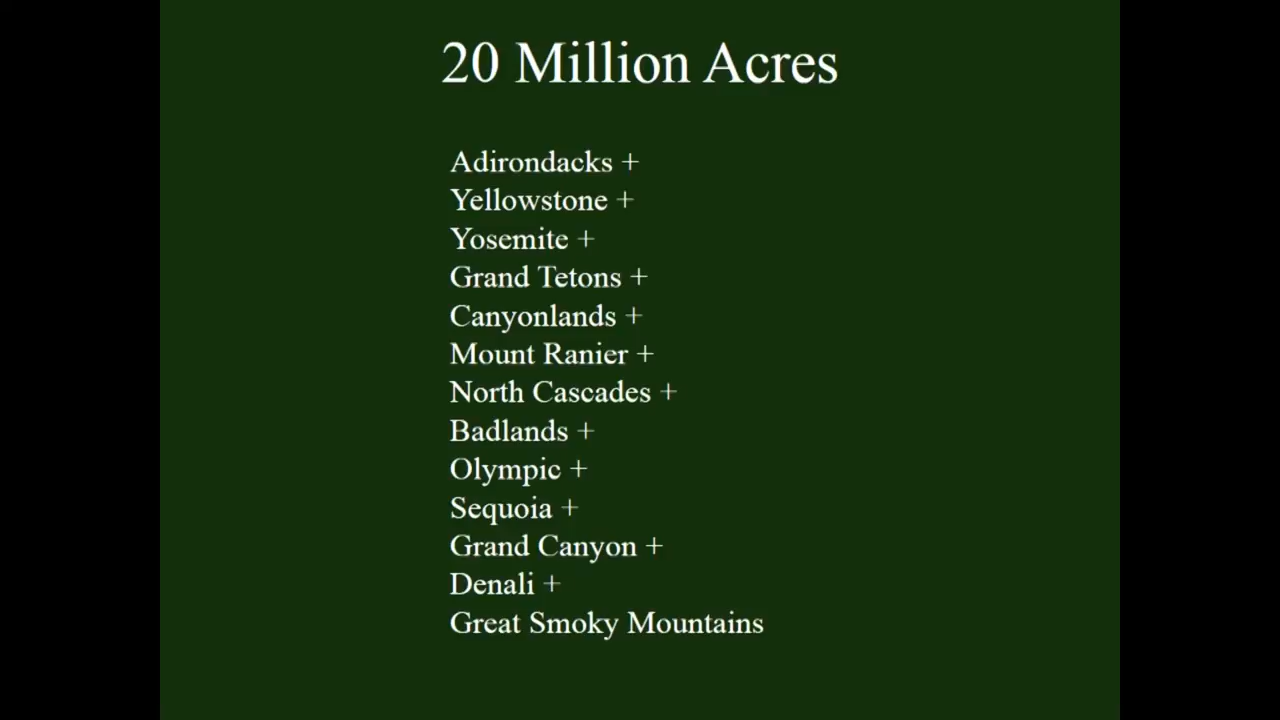 20 Million Acres
Adirondacks +
Yellowstone +
Yosemite +
Grand Tetons +
Canyonlands +
Mount Ranier +
North Cascades +
Badlands +
Olympic +
Sequoia +
Grand Canyon +
Denali +
Great Smoky Mountains